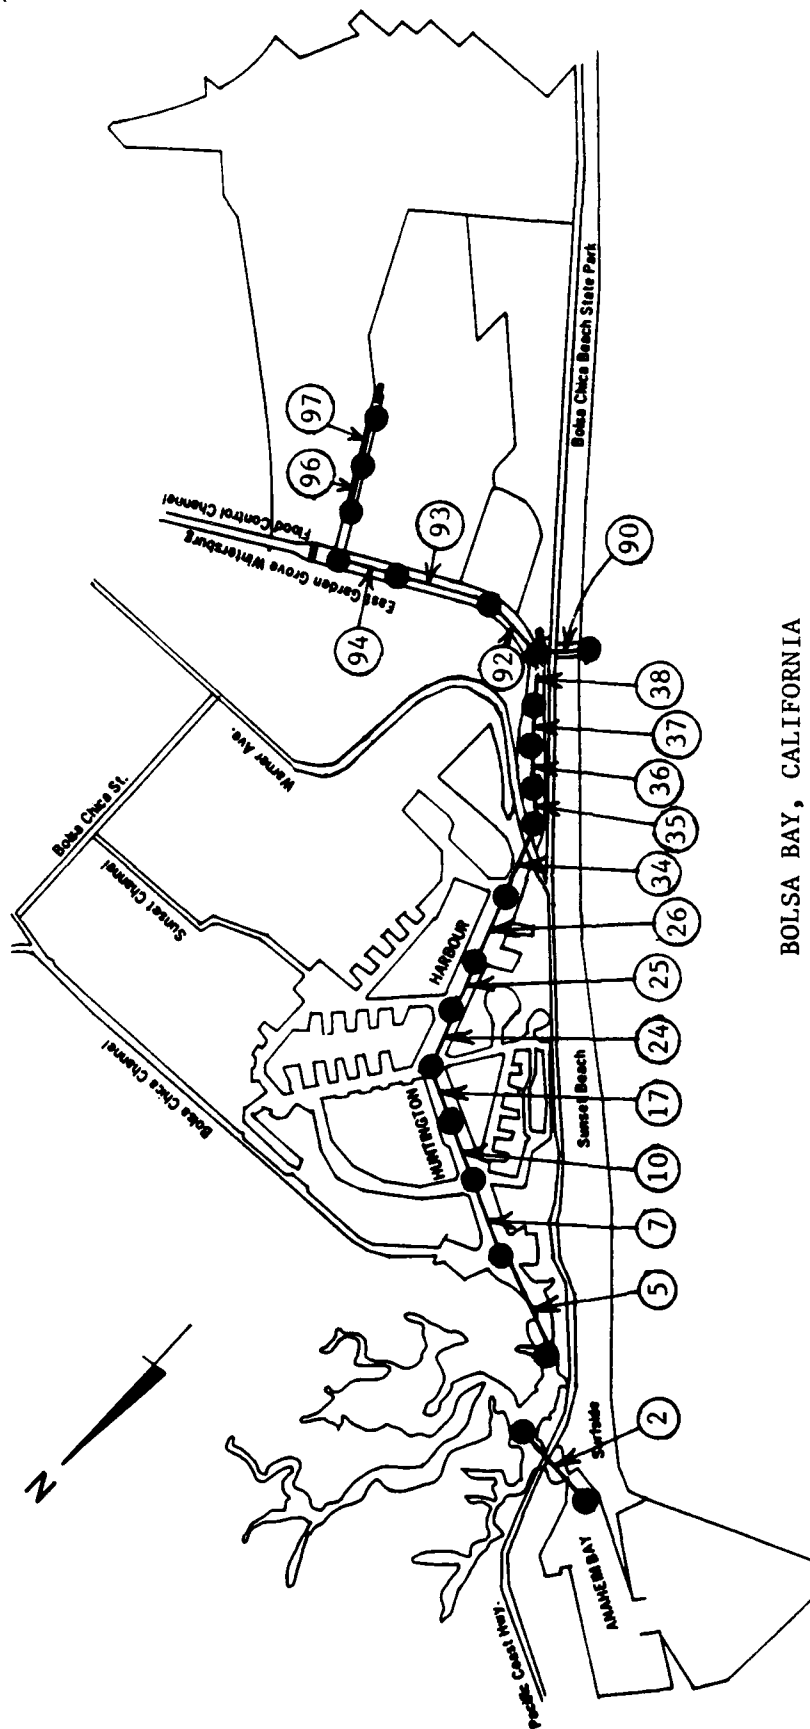 N
Pacific Coast Hwy.
ANAHEIM BAY
Surfside
Sunset Beach
Bolsa Chica Beach State Park
Bolsa Chica Channel
Sunset Channel
Bolsa Chica St.
Warner Ave.
HUNTINGTON
HARBOUR
East Garden Grove Wintersburg
Flood Control Channel
2
5
7
10
17
24
25
26
34
35
36
37
38
90
92
93
94
96
97
BOLSA BAY, CALIFORNIA